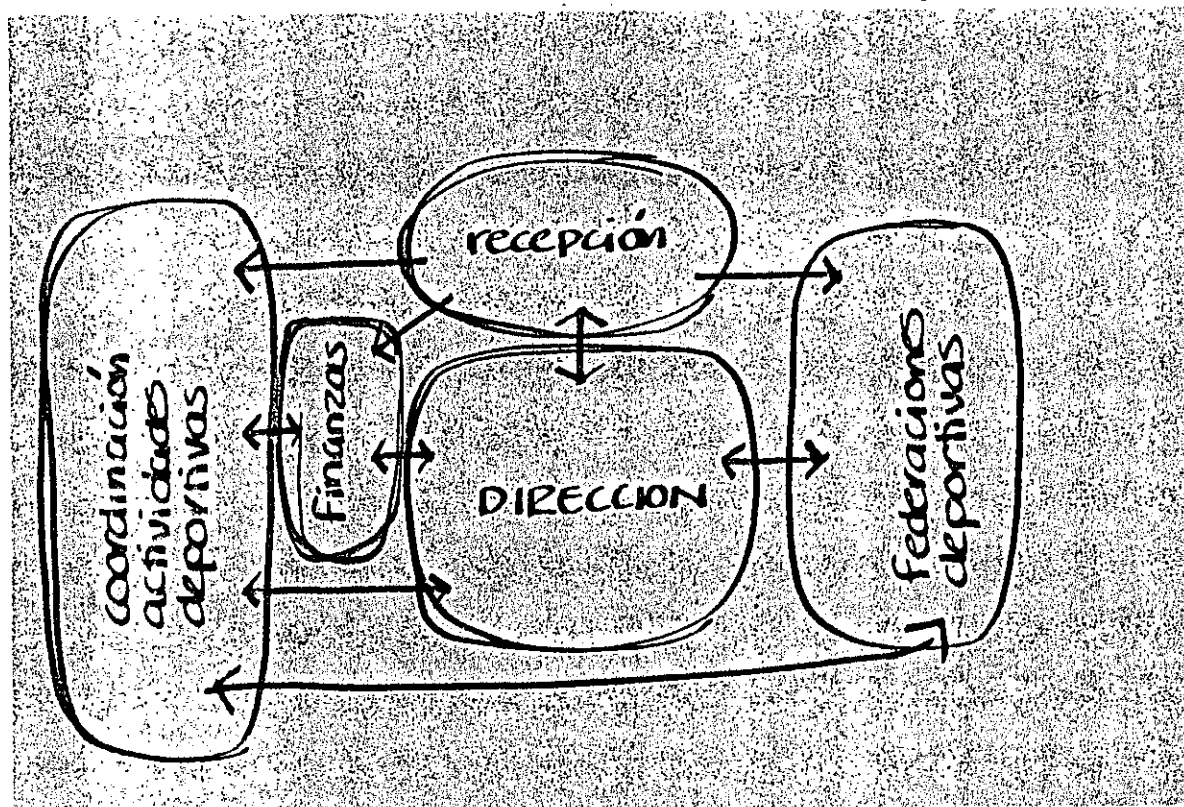 coordinación
actividades
deportivas
finanzas
recepción
DIRECCION
federaciones
deportivas